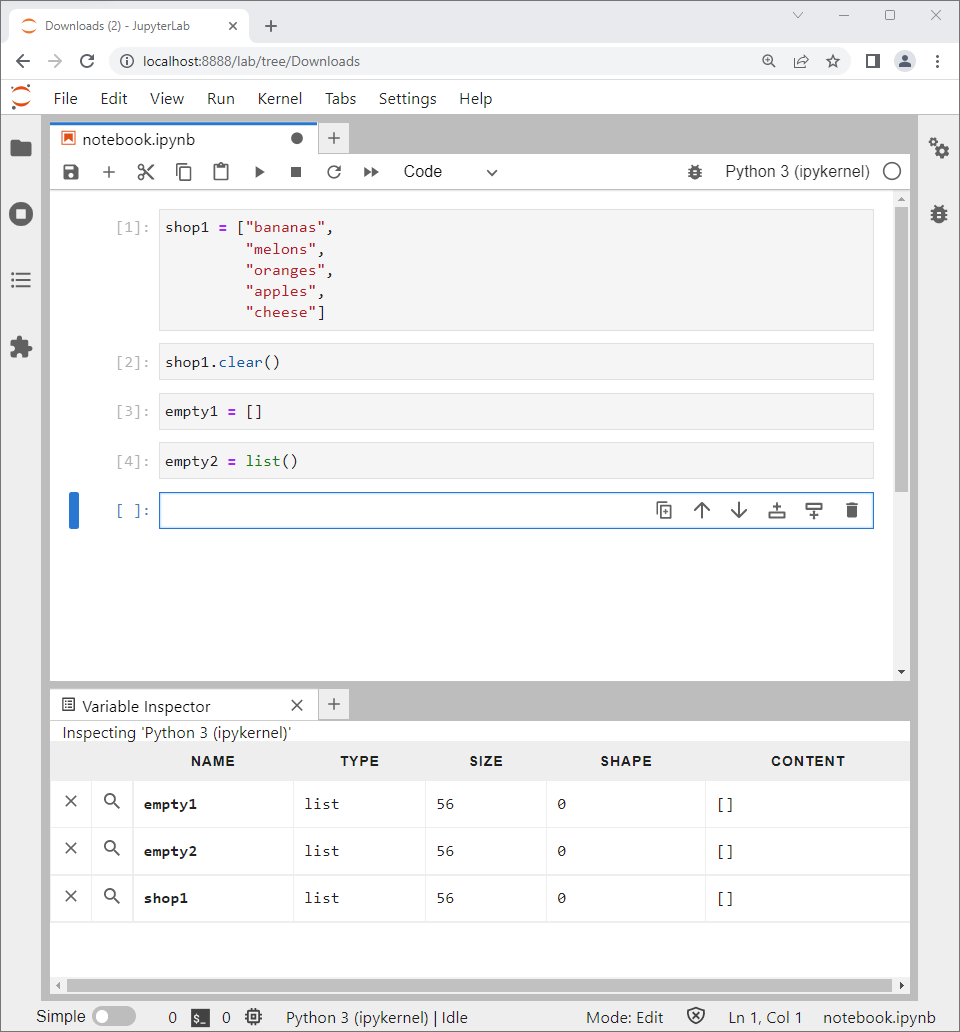 Downloads (2) - JupyterLab
localhost:8888/lab/tree/Downloads
File Edit View Run Kernel Tabs Settings Help
notebook.ipynb
Code Python 3 (ipykernel)
[1]: shop1 = ["bananas",
"melons",
"oranges",
"apples",
"cheese"]
[2]: shop1.clear()
[3]: empty1 = []
[4]: empty2 = list()
[ ]:
Variable Inspector
Inspecting 'Python 3 (ipykernel)'
NAME TYPE SIZE SHAPE CONTENT
empty1 list 56 0 []
empty2 list 56 0 []
shop1 list 56 0 []
Simple 0 $_ 0 Python 3 (ipykernel) | Idle Mode: Edit Ln 1, Col 1 notebook.ipynb